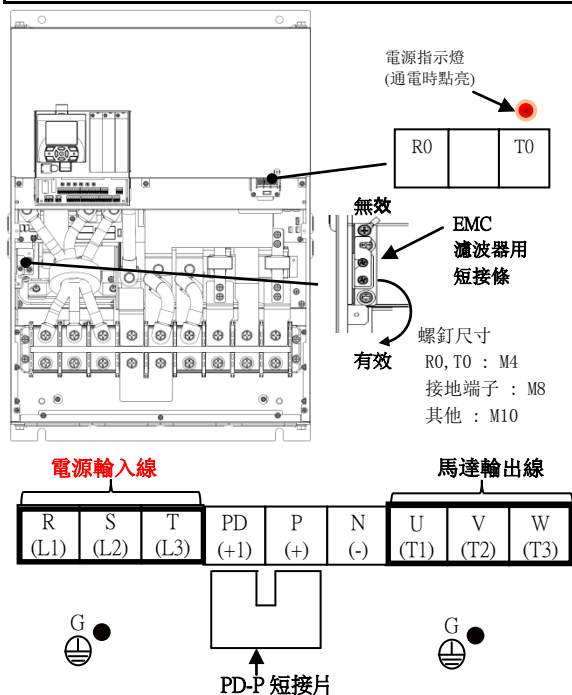 電源指示燈
(通電時點亮)
R0 T0
無效
EMC
濾波器用
短接條
有效
螺釘尺寸
R0,T0 : M4
接地端子 : M8
其他 : M10
電源輸入線
馬達輸出線
R S T PD P N U V W
(L1) (L2) (L3) (+1) (+) (-) (T1) (T2) (T3)
G G
PD-P 短接片